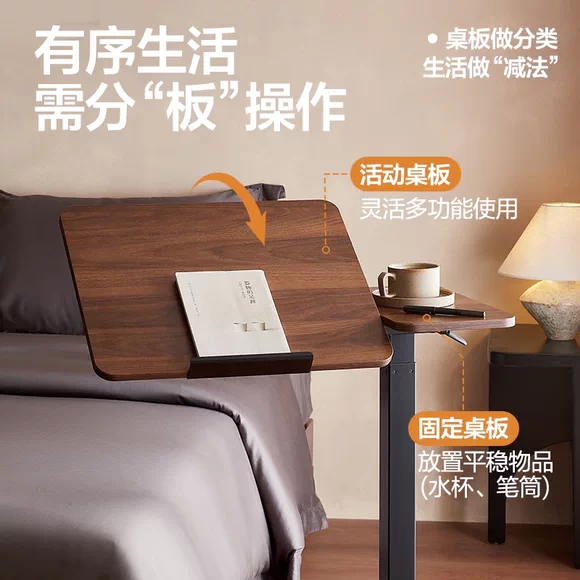 有序生活
需分“板”操作
• 桌板做分类
生活做“减法”
活动桌板
灵活多功能使用
固定桌板
放置平稳物品
(水杯、笔筒)